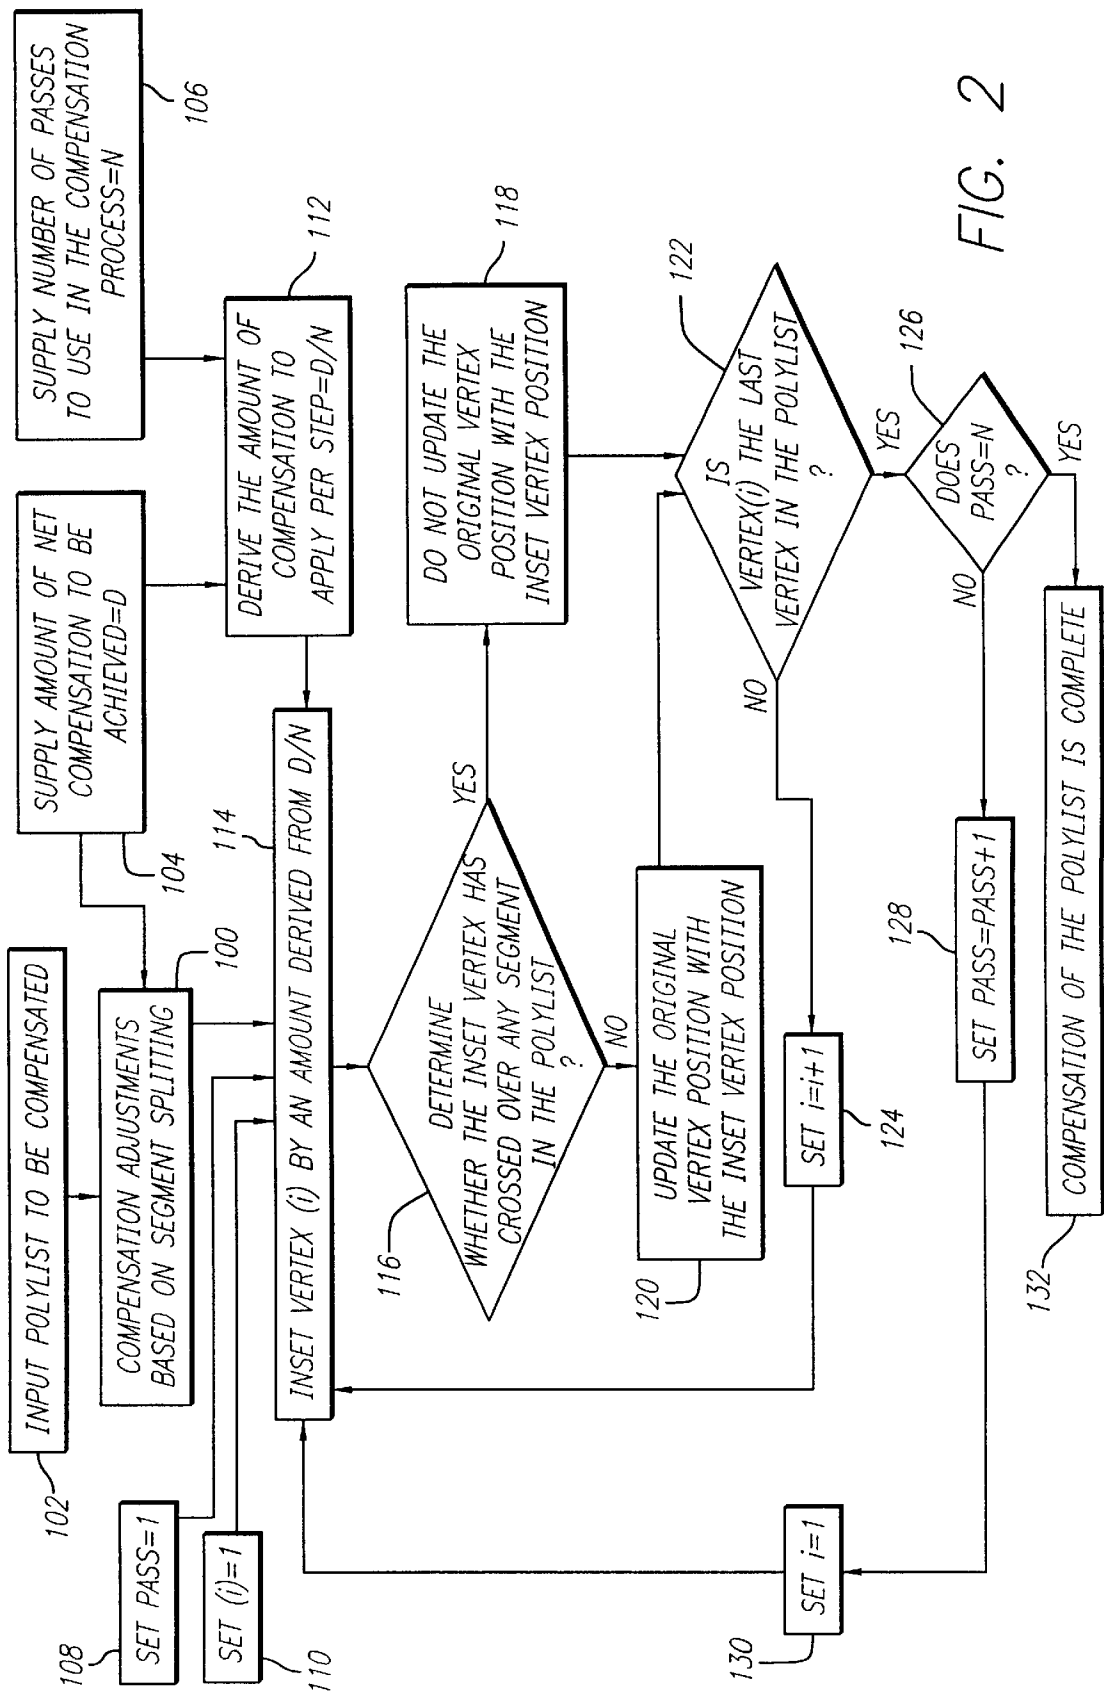 INPUT POLYLIST TO BE COMPENSATED
102
SUPPLY AMOUNT OF NET
COMPENSATION TO BE
ACHIEVED=D
104
SUPPLY NUMBER OF PASSES
TO USE IN THE COMPENSATION
PROCESS=N
106
COMPENSATION ADJUSTMENTS
BASED ON SEGMENT SPLITTING
100
SET PASS=1
108
SET (i)=1
110
DERIVE THE AMOUNT OF
COMPENSATION TO
APPLY PER STEP=D/N
112
INSET VERTEX (i) BY AN AMOUNT DERIVED FROM D/N
114
DETERMINE
WHETHER THE INSET VERTEX HAS
CROSSED OVER ANY SEGMENT
IN THE POLYLIST
?
116
YES
NO
DO NOT UPDATE THE
ORIGINAL VERTEX
POSITION WITH THE
INSET VERTEX POSITION
118
UPDATE THE ORIGINAL
VERTEX POSITION WITH
THE INSET VERTEX POSITION
120
IS
VERTEX(i) THE LAST
VERTEX IN THE POLYLIST
?
122
NO
YES
SET i=i+1
124
DOES
PASS=N
?
126
NO
YES
SET PASS=PASS+1
128
SET i=1
130
COMPENSATION OF THE POLYLIST IS COMPLETE
132
FIG. 2